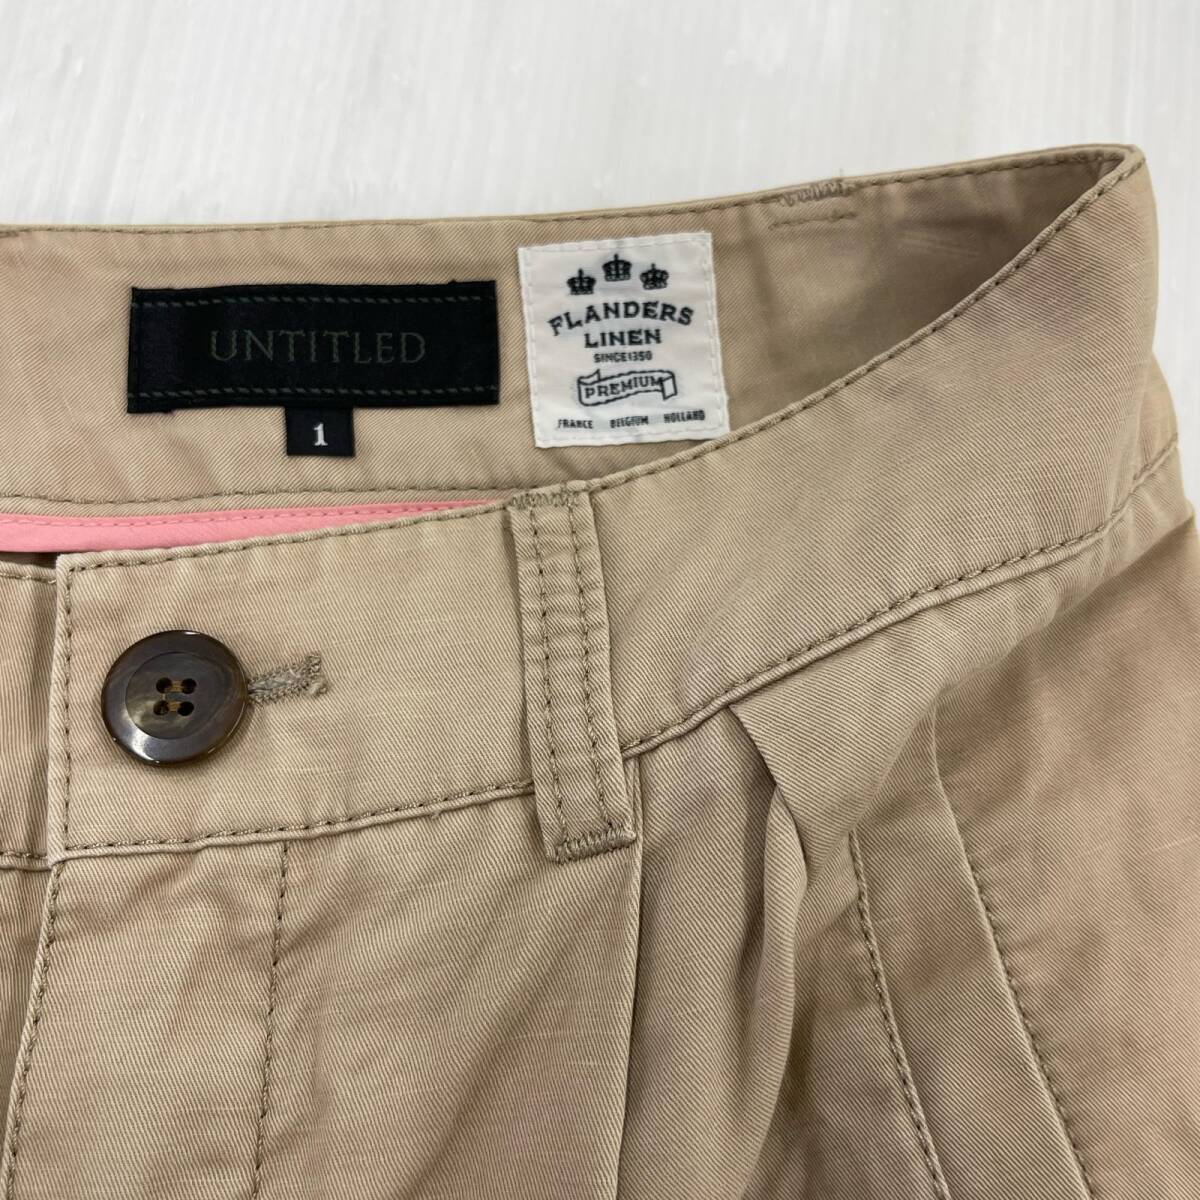 UNTITLED
1
FLANDERS
LINEN
SINCE1350
PREMIUM
FRANCE BELGIUM HOLLAND